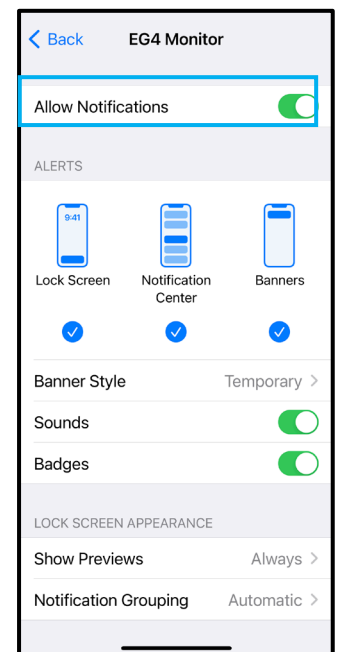 Back EG4 Monitor
Allow Notifications
ALERTS
9:41
Lock Screen Notification Banners
Center
Banner Style Temporary
Sounds
Badges
LOCK SCREEN APPEARANCE
Show Previews Always
Notification Grouping Automatic